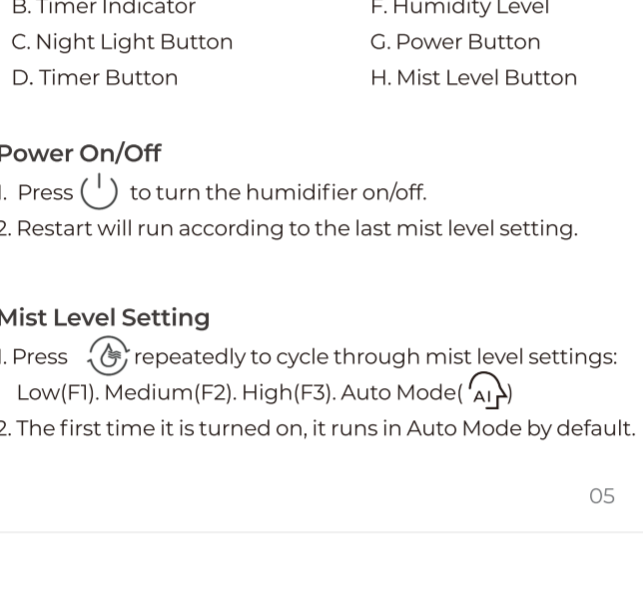 B. Timer Indicator
F. Humidity Level
C. Night Light Button
G. Power Button
D. Timer Button
H. Mist Level Button
Power On/Off
1. Press to turn the humidifier on/off.
2. Restart will run according to the last mist level setting.
Mist Level Setting
1. Press repeatedly to cycle through mist level settings:
Low(F1). Medium(F2). High(F3). Auto Mode( AI )
2. The first time it is turned on, it runs in Auto Mode by default.
05